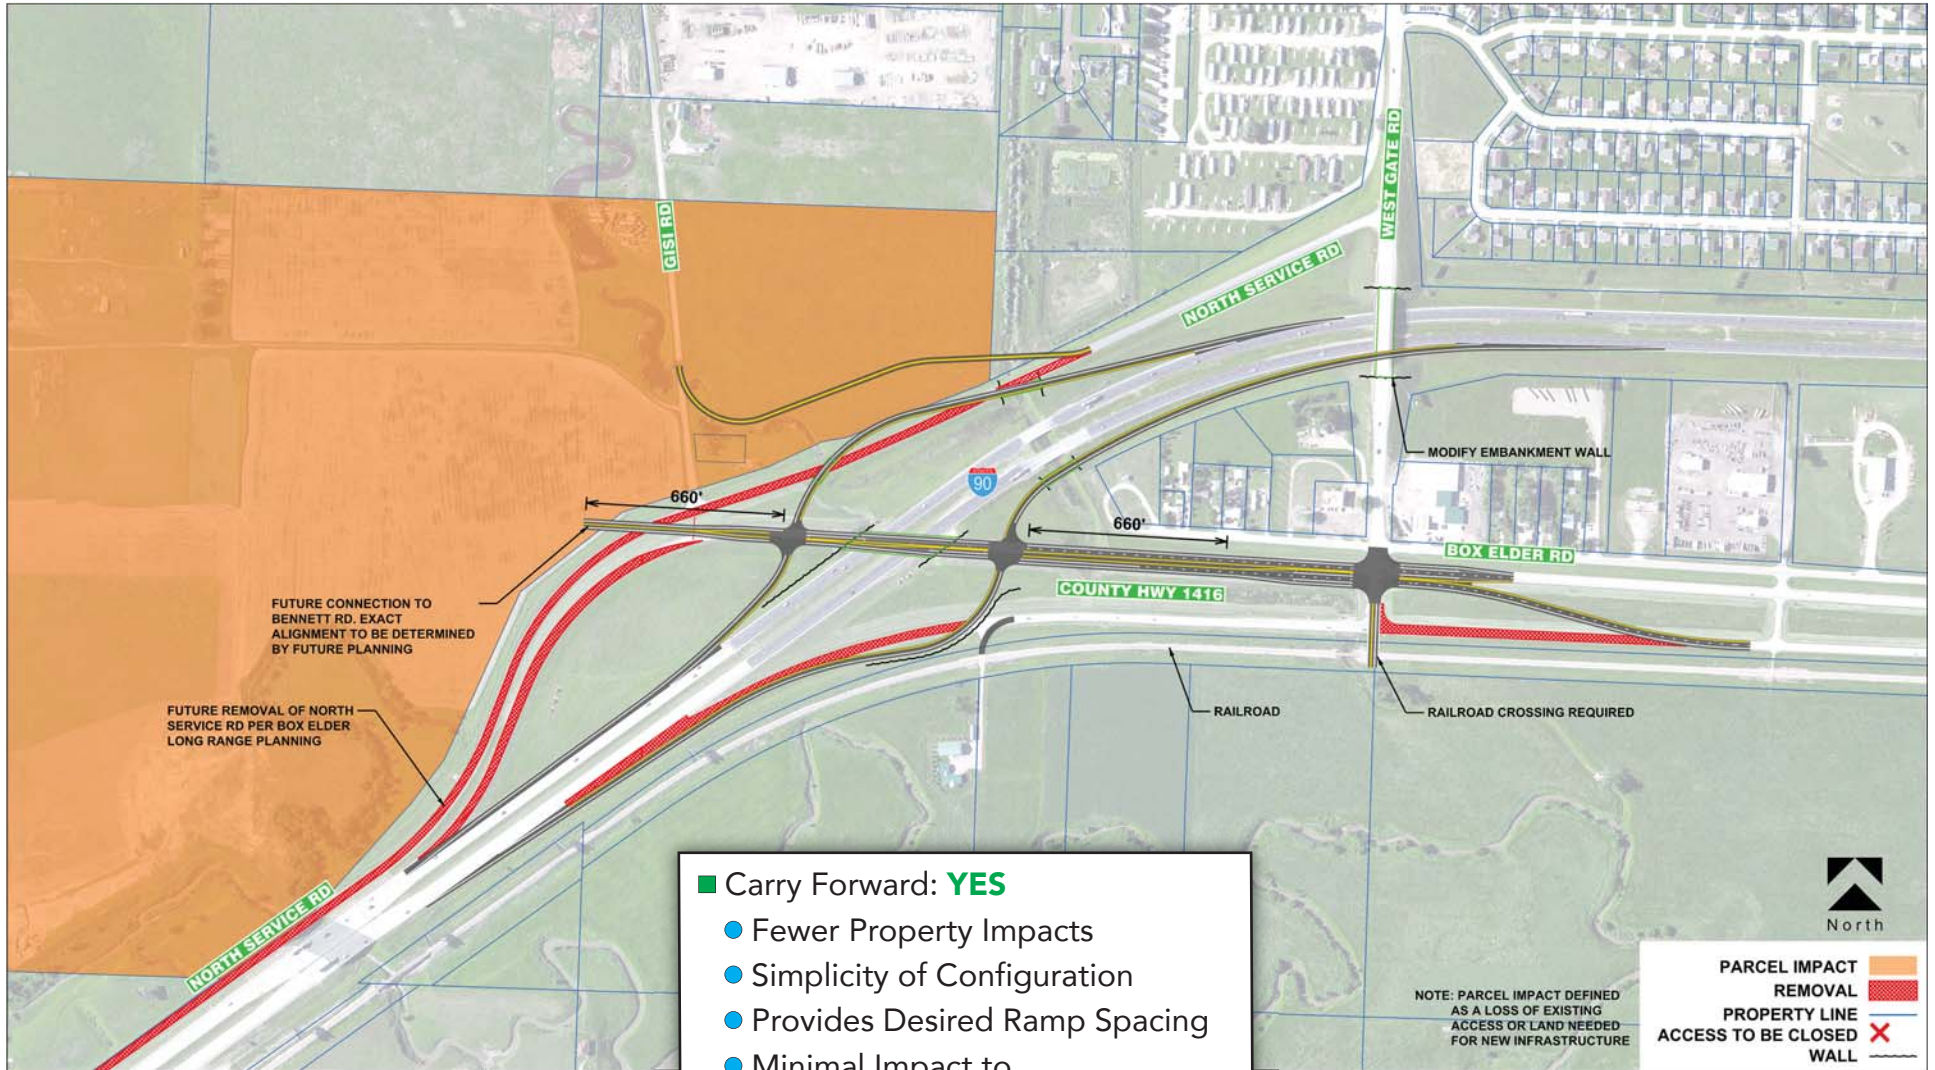 GISI RD
WEST GATE RD
NORTH SERVICE RD
MODIFY EMBANKMENT WALL
90
660'
660'
BOX ELDER RD
COUNTY HWY 1416
FUTURE CONNECTION TO
BENNETT RD. EXACT
ALIGNMENT TO BE DETERMINED
BY FUTURE PLANNING
FUTURE REMOVAL OF NORTH
SERVICE RD PER BOX ELDER
LONG RANGE PLANNING
RAILROAD
RAILROAD CROSSING REQUIRED
NORTH SERVICE RD
Carry Forward: YES
Fewer Property Impacts
Simplicity of Configuration
Provides Desired Ramp Spacing
Minimal Impact to
North
NOTE: PARCEL IMPACT DEFINED
AS A LOSS OF EXISTING
ACCESS OR LAND NEEDED
FOR NEW INFRASTRUCTURE
PARCEL IMPACT
REMOVAL
PROPERTY LINE
ACCESS TO BE CLOSED
WALL